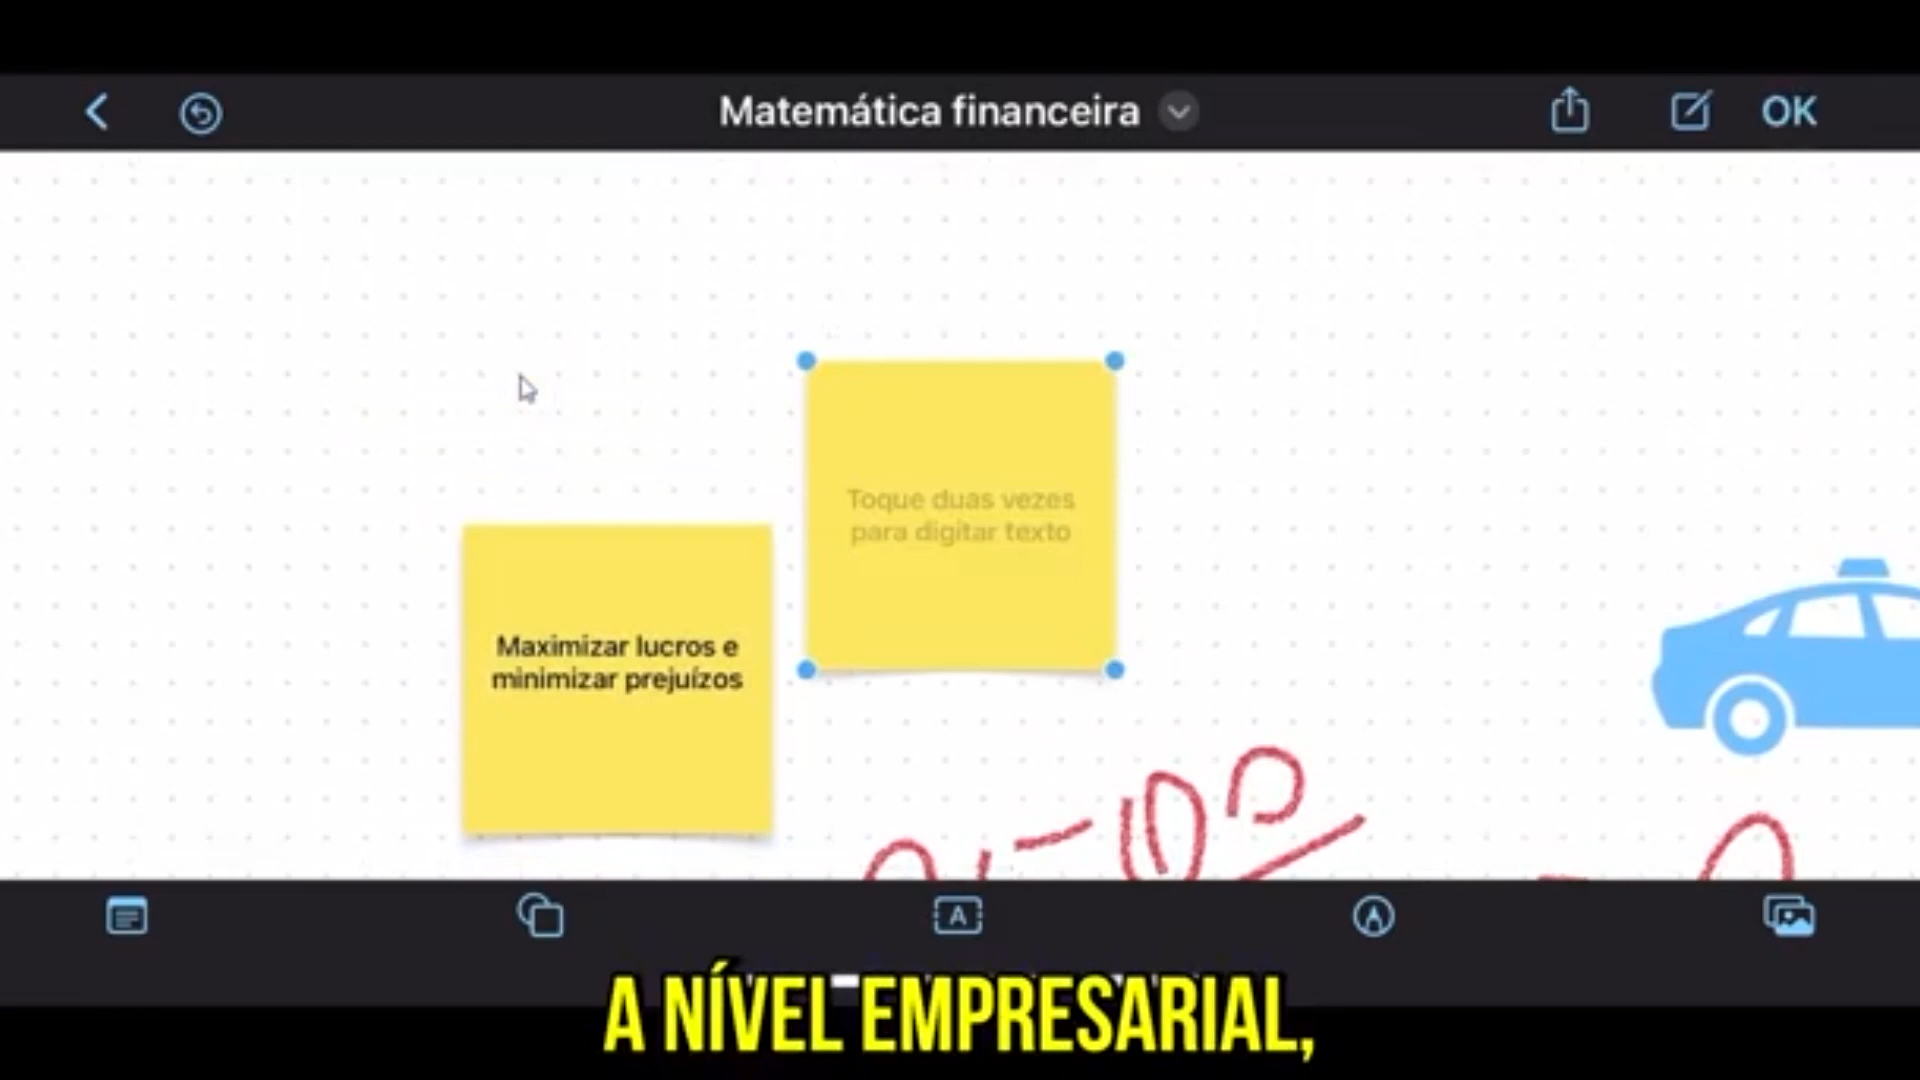 Matemática financeira
OK
Toque duas vezes
para digitar texto
Maximizar lucros e
minimizar prejuízos
A NÍVEL EMPRESARIAL,